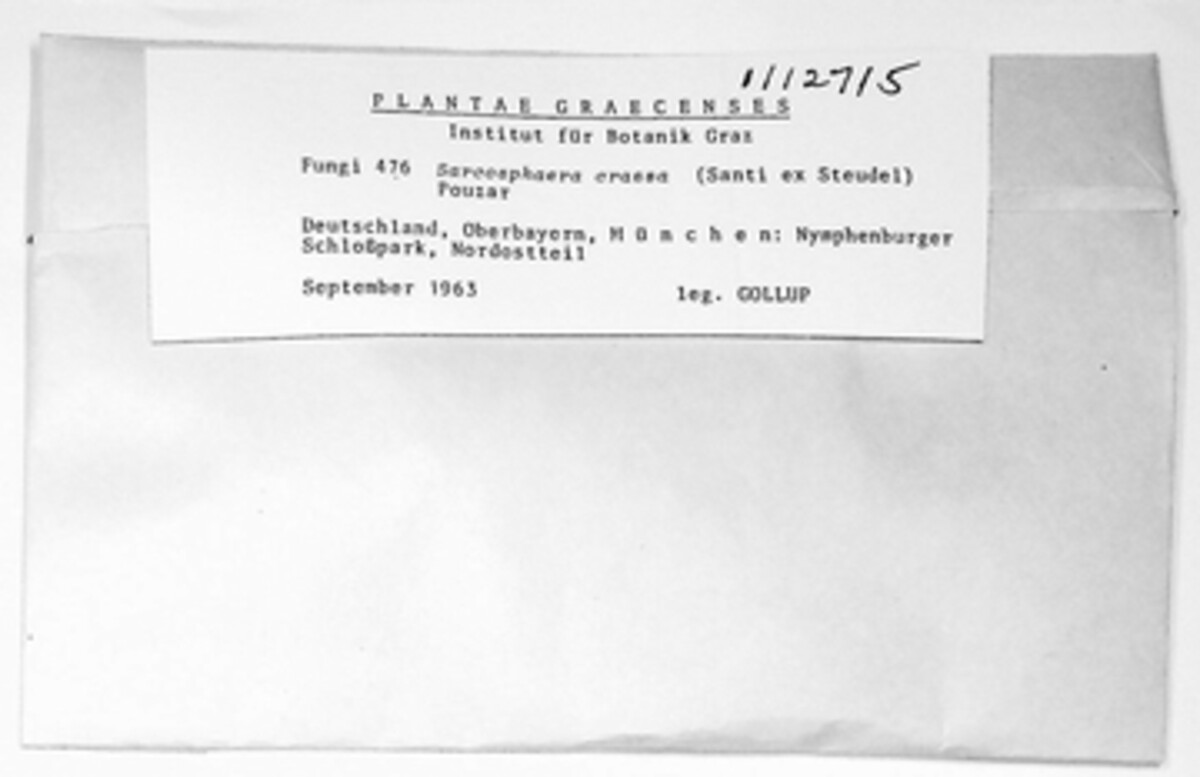 1112715
PLANTAE GRAECENSES
Institut für Botanik Graz
Fungi 476 Sarcosphaera crassa (Santi ex Steudel)
Pouzar
Deutschland, Oberbayern, M ü n c h e n: Nymphenburger
Schloßpark, Nordostteil
September 1963 leg. GOLLUP